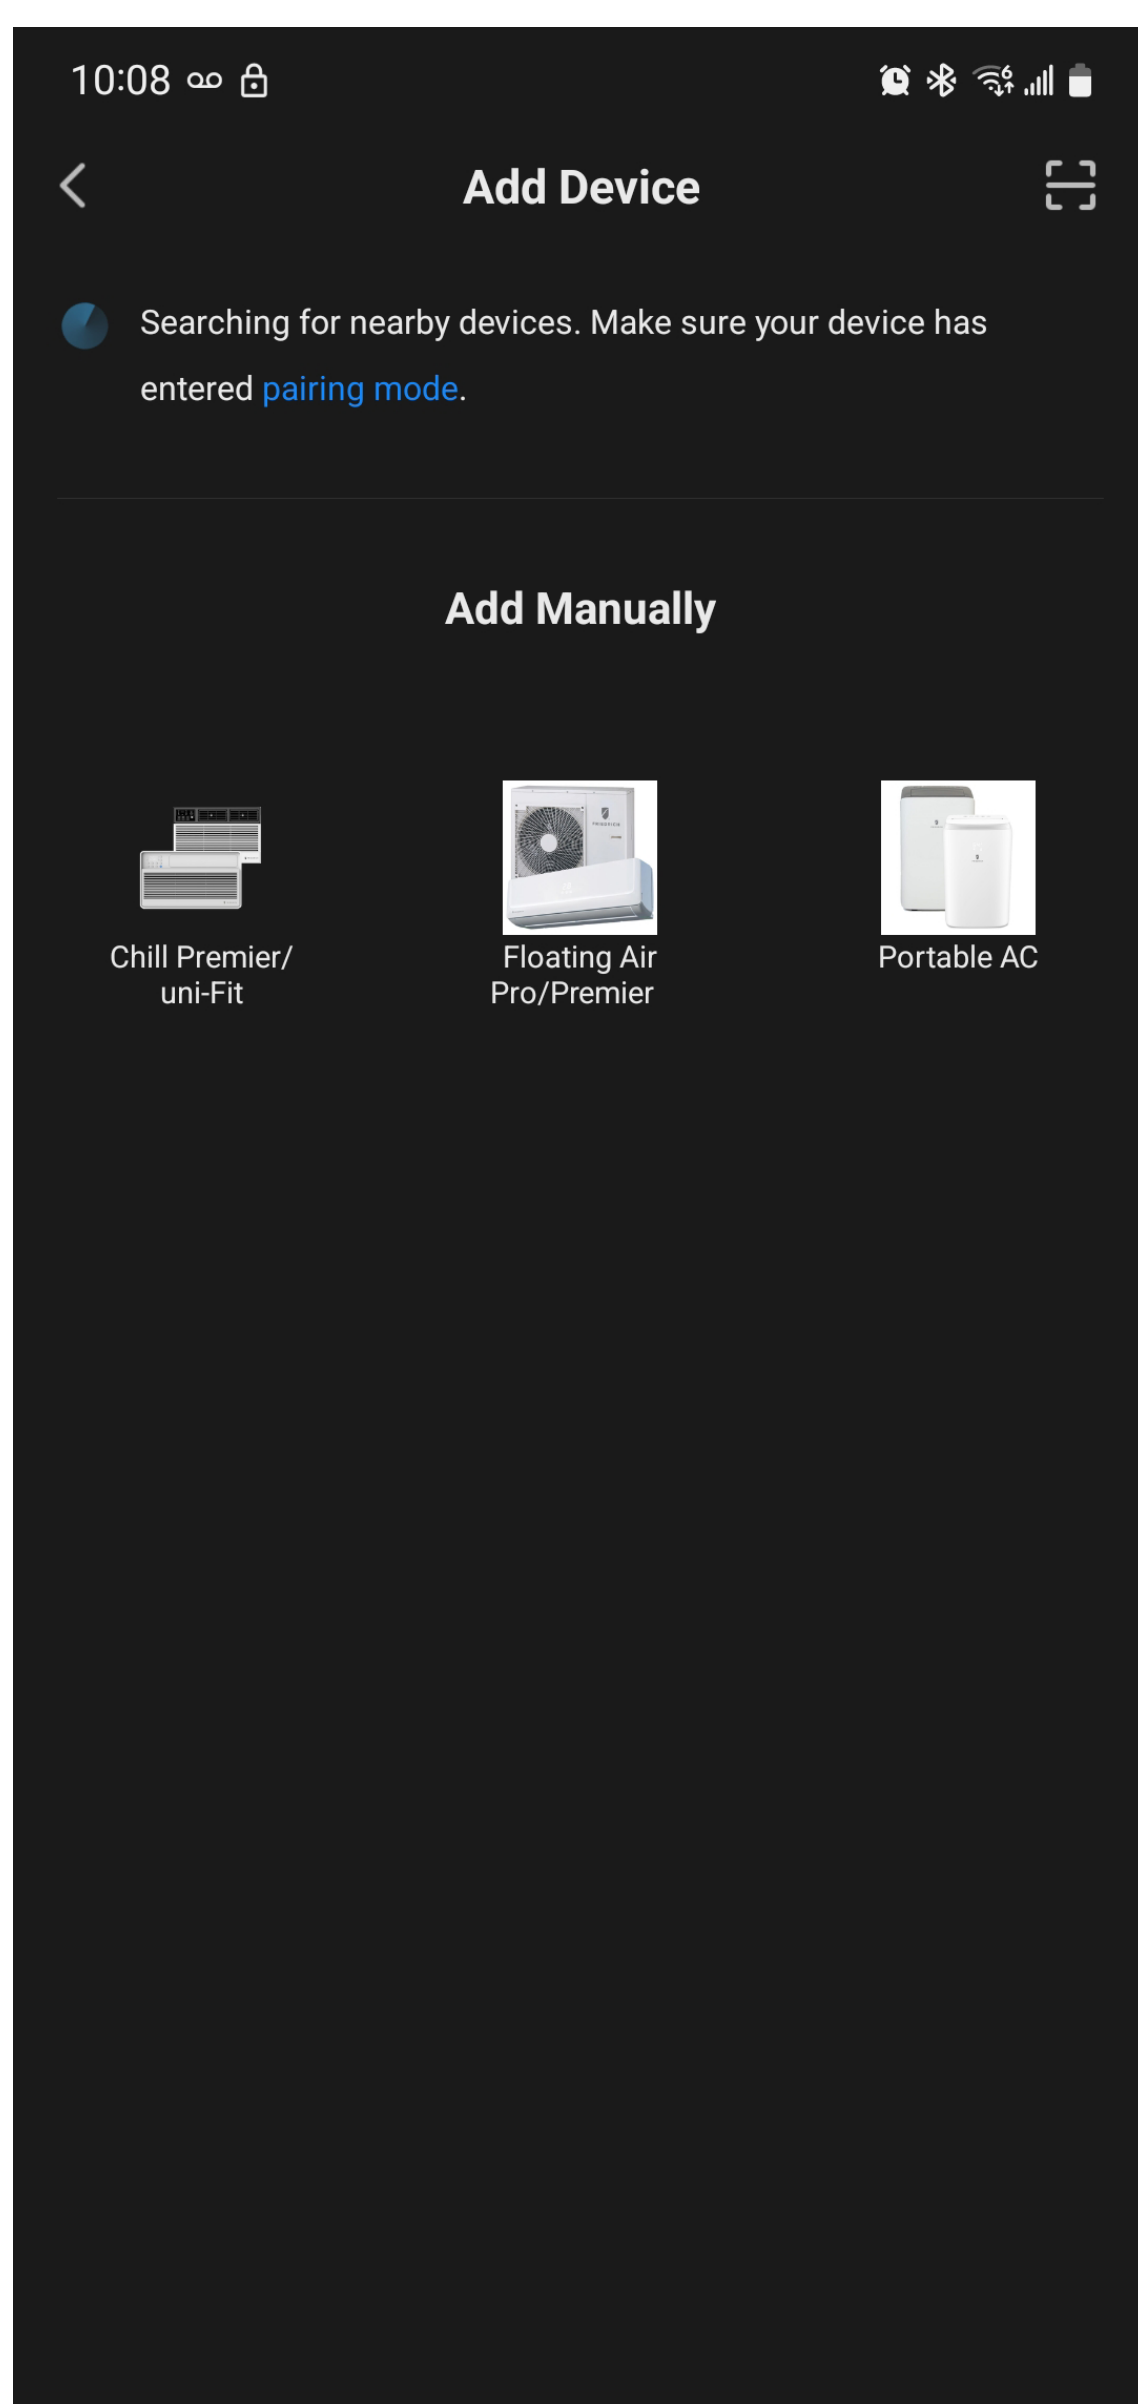 10:08
Add Device
Searching for nearby devices. Make sure your device has
entered pairing mode.
Add Manually
Chill Premier/
uni-Fit
Floating Air
Pro/Premier
Portable AC